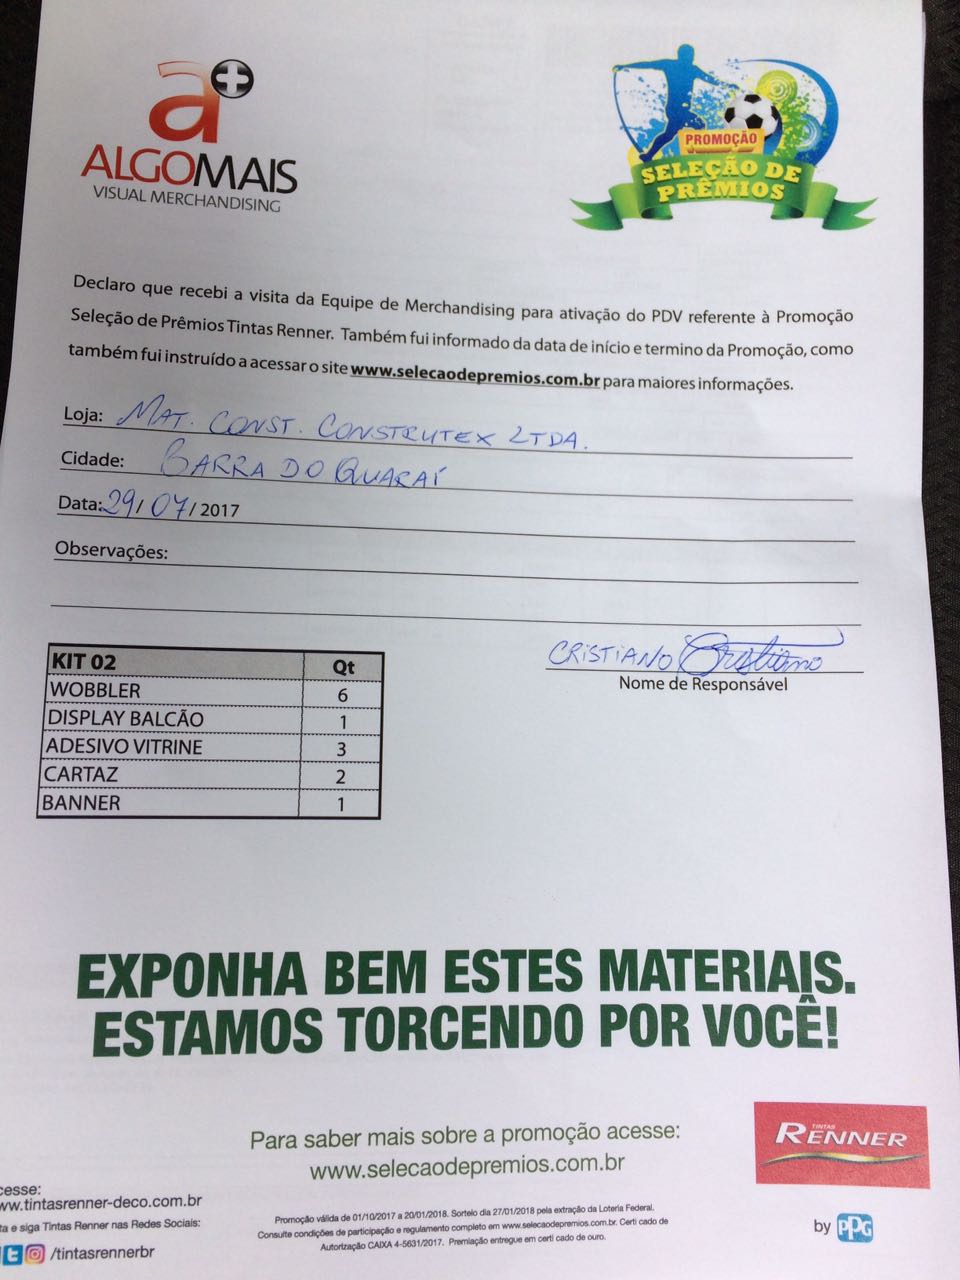 a+
ALGOMAIS
VISUAL MERCHANDISING
PROMOÇÃO
SELEÇÃO DE
PRÊMIOS
Declaro que recebi a visita da Equipe de Merchandising para ativação do PDV referente à Promoção
Seleção de Prêmios Tintas Renner. Também fui informado da data de início e termino da Promoção, como
também fui instruído a acessar o site www.selecaodepremios.com.br para maiores informações.
Loja: MAT. CONST. CONSTRUTEX LTDA.
Cidade: BARRA DO QUARAÍ
Data: 29/07/2017
Observações:
CRISTIANO Cristiano
Nome de Responsável
KIT 02 Qt
WOBBLER 6
DISPLAY BALCÃO 1
ADESIVO VITRINE 3
CARTAZ 2
BANNER 1
EXPONHA BEM ESTES MATERIAIS.
ESTAMOS TORCENDO POR VOCÊ!
Para saber mais sobre a promoção acesse:
www.selecaodepremios.com.br
TINTAS
RENNER
cesse:
ww.tintasrenner-deco.com.br
ta e siga Tintas Renner nas Redes Sociais:
/tintasrennerbr
Promoção válida de 01/10/2017 a 20/01/2018. Sorteio dia 27/01/2018 pela extração da Loteria Federal.
Consulte condições de participação e regulamento completo em www.selecaodepremios.com.br. Certi cado de
Autorização CAIXA 4-5631/2017. Premiação entregue em certi cado de ouro.
by PPG